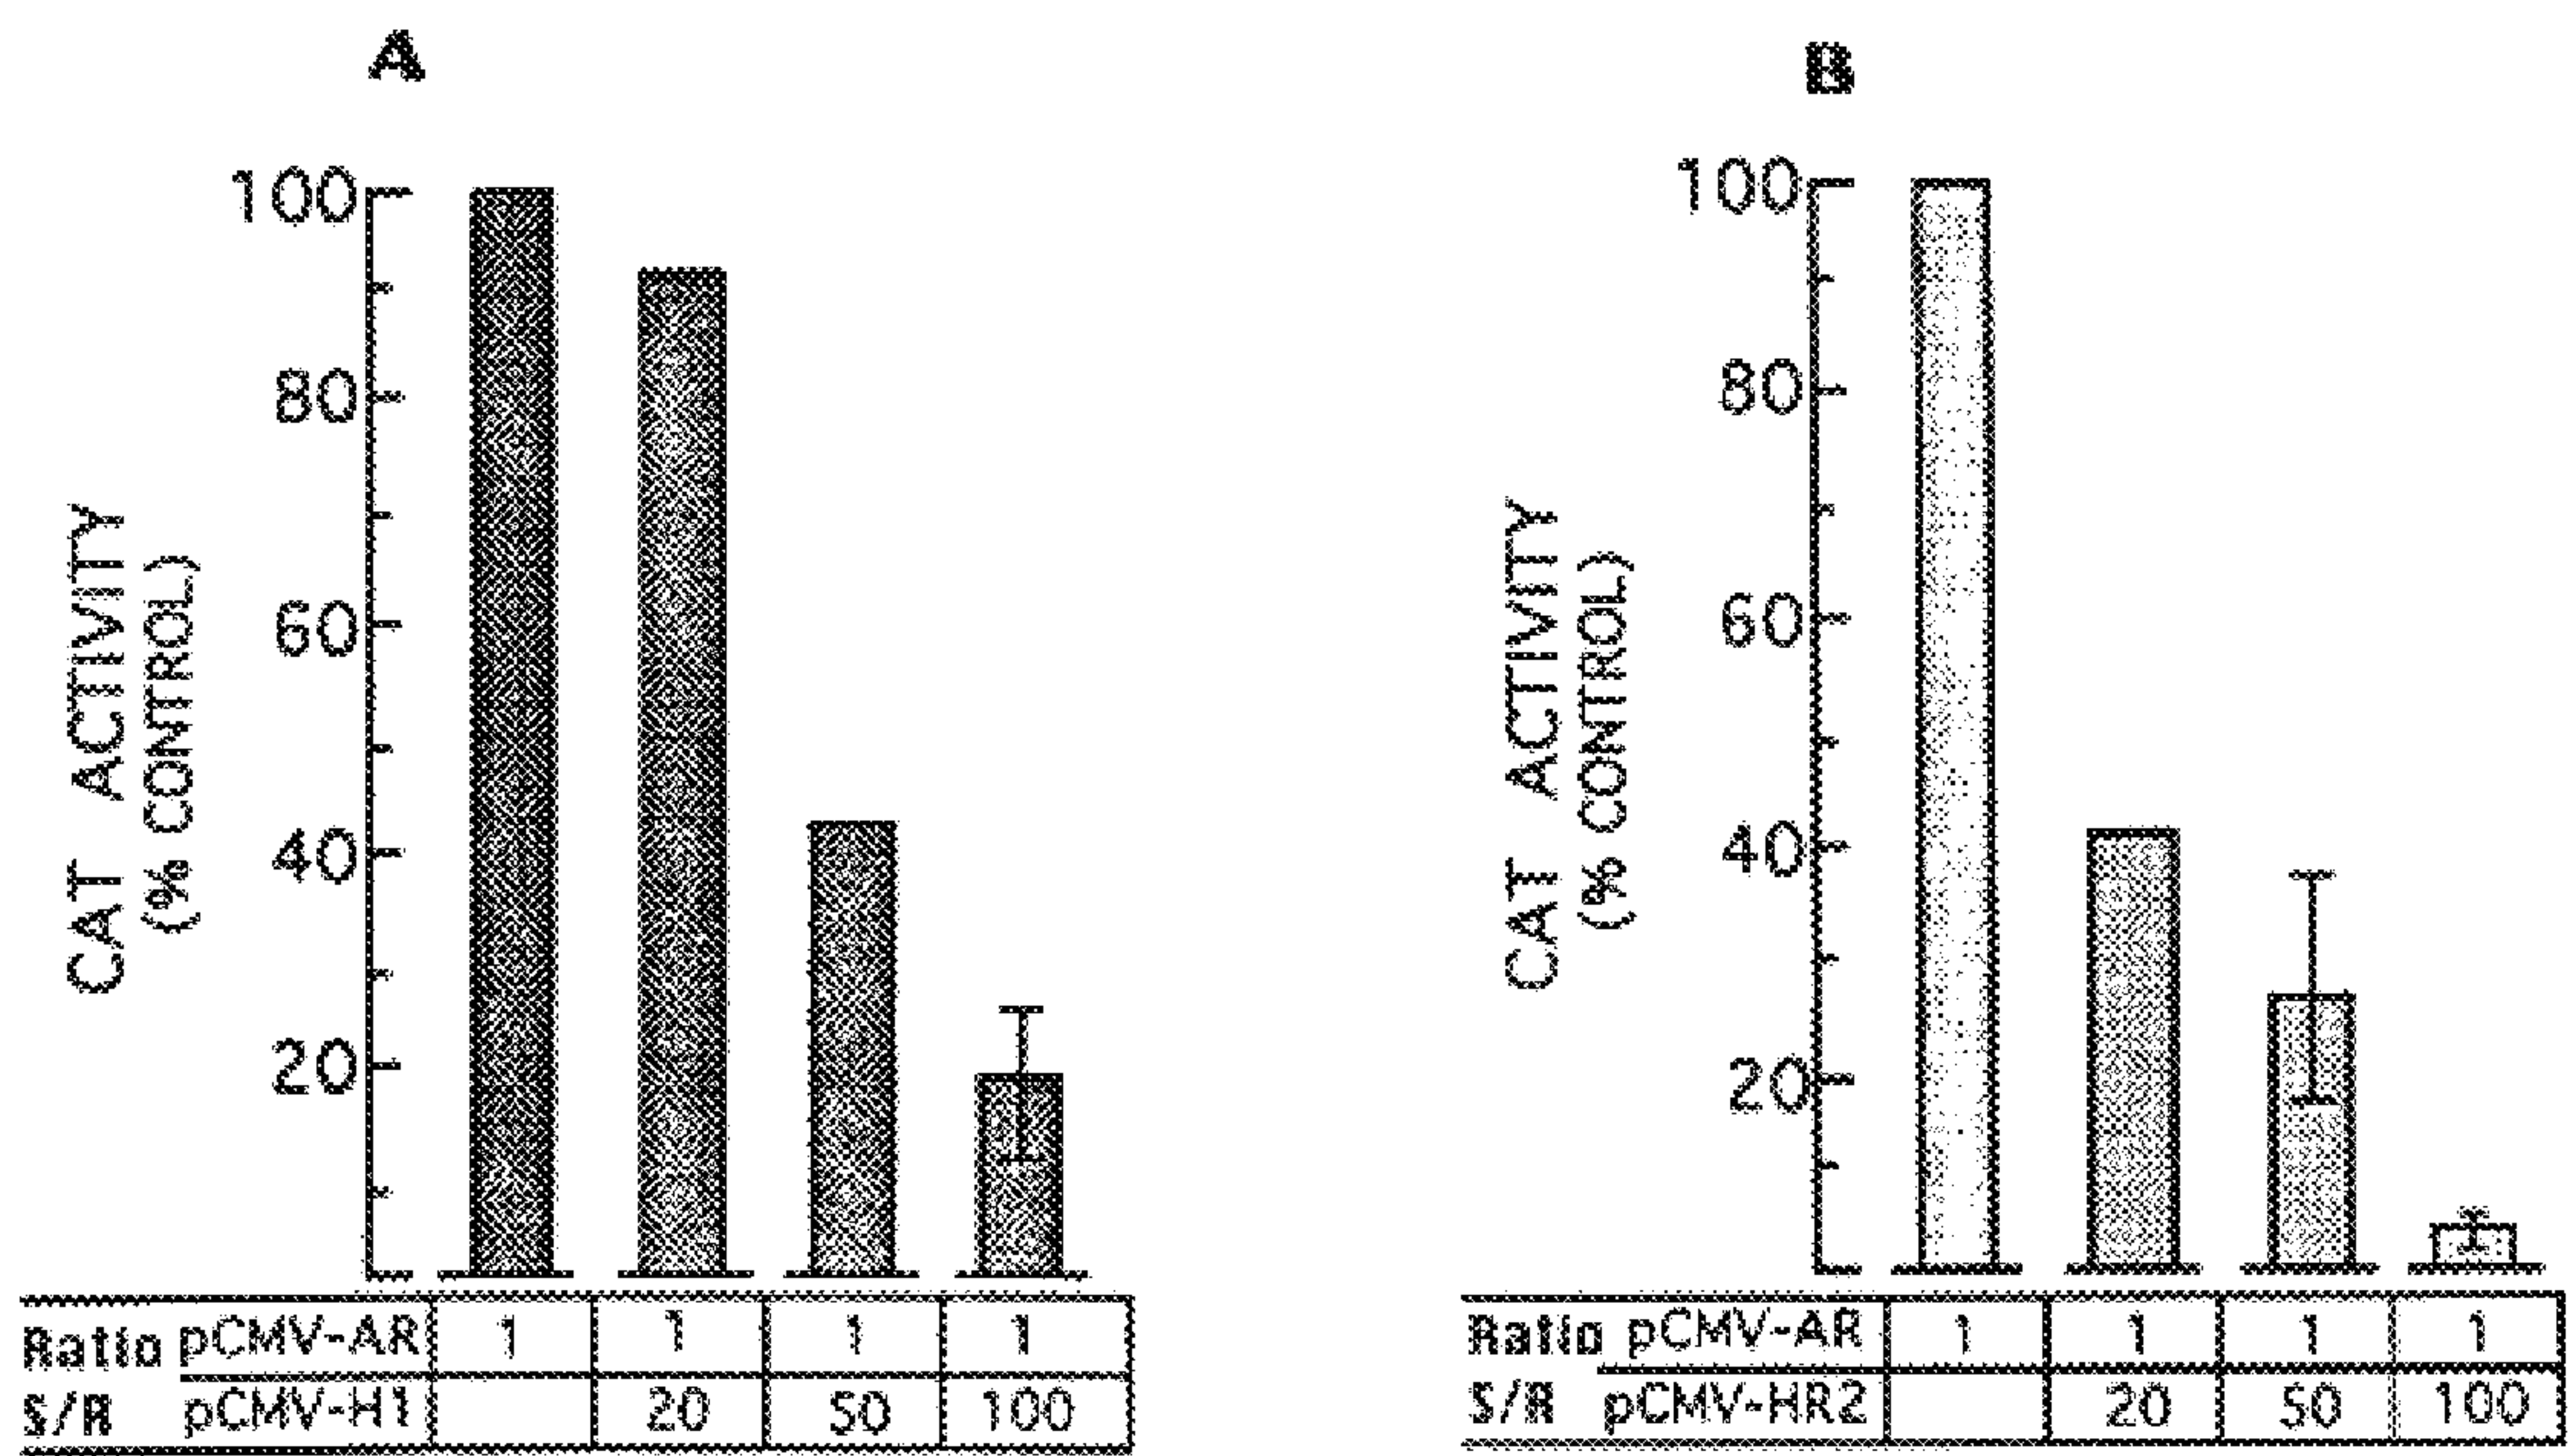 A
100
80
60
40
20
CAT ACTIVITY
(% CONTROL)
Ratio pCMV-AR 1 1 1 1
S/R pCMV-H1 20 50 100
B
100
80
60
40
20
CAT ACTIVITY
(% CONTROL)
Ratio pCMV-AR 1 1 1 1
S/R pCMV-HR2 20 50 100